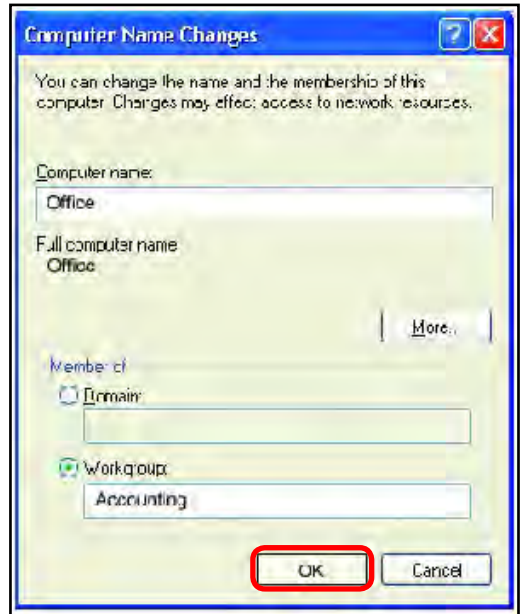 Computer Name Changes
You can change the name and the membership of this
computer. Changes may affect access to network resources.
Computer name:
Office
Full computer name
Office
More..
Member of
Domain:
Workgroup:
Accounting
OK
Cancel